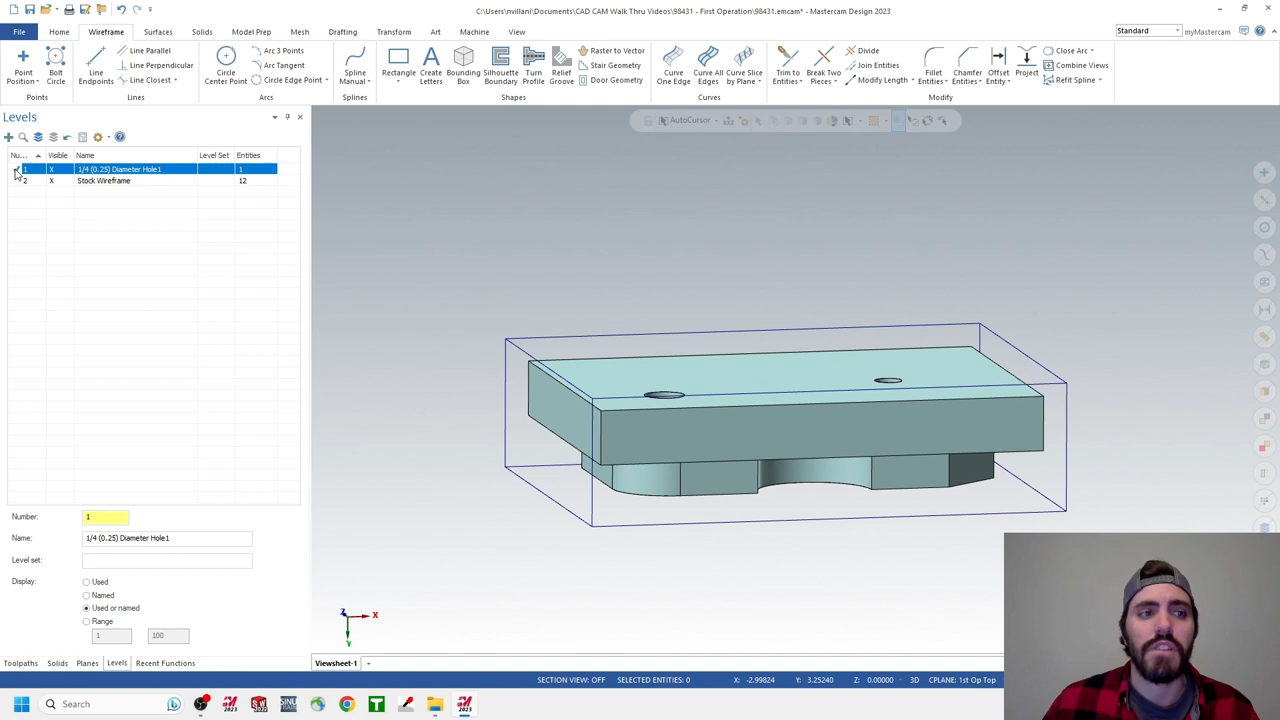 C:\Users\nvillani\Documents\CAD CAM Walk Thru Videos\98431 - First Operation\98431.emcam* - Mastercam Design 2023
File Home Wireframe Surfaces Solids Model Prep Mesh Drafting Transform Art Machine View
Standard myMastercam
Point Position
Bolt Circle
Points
Line Endpoints
Line Parallel
Line Perpendicular
Line Closest
Lines
Circle Center Point
Arc 3 Points
Arc Tangent
Circle Edge Point
Arcs
Spline Manual
Splines
Rectangle
Create Letters
Bounding Box
Silhouette Boundary
Turn Profile
Relief Groove
Raster to Vector
Stair Geometry
Door Geometry
Shapes
Curve One Edge
Curve All Edges
Curve Slice by Plane
Curves
Trim to Entities
Break Two Pieces
Divide
Join Entities
Modify Length
Fillet Entities
Chamfer Entities
Offset Entity
Project
Close Arc
Combine Views
Refit Spline
Modify
Levels
AutoCursor
Nu... Visible Name Level Set Entities
1 X 1/4 (0.25) Diameter Hole1 1
2 X Stock Wireframe 12
Number: 1
Name: 1/4 (0.25) Diameter Hole1
Level set:
Display: Used
Named
Used or named
Range
1 100
Z
X
Y
Toolpaths Solids Planes Levels Recent Functions
Viewsheet-1 +
SECTION VIEW: OFF SELECTED ENTITIES: 0 X: -2.99824 Y: 3.25240 Z: 0.00000 3D CPLANE: 1st Op Top
Search